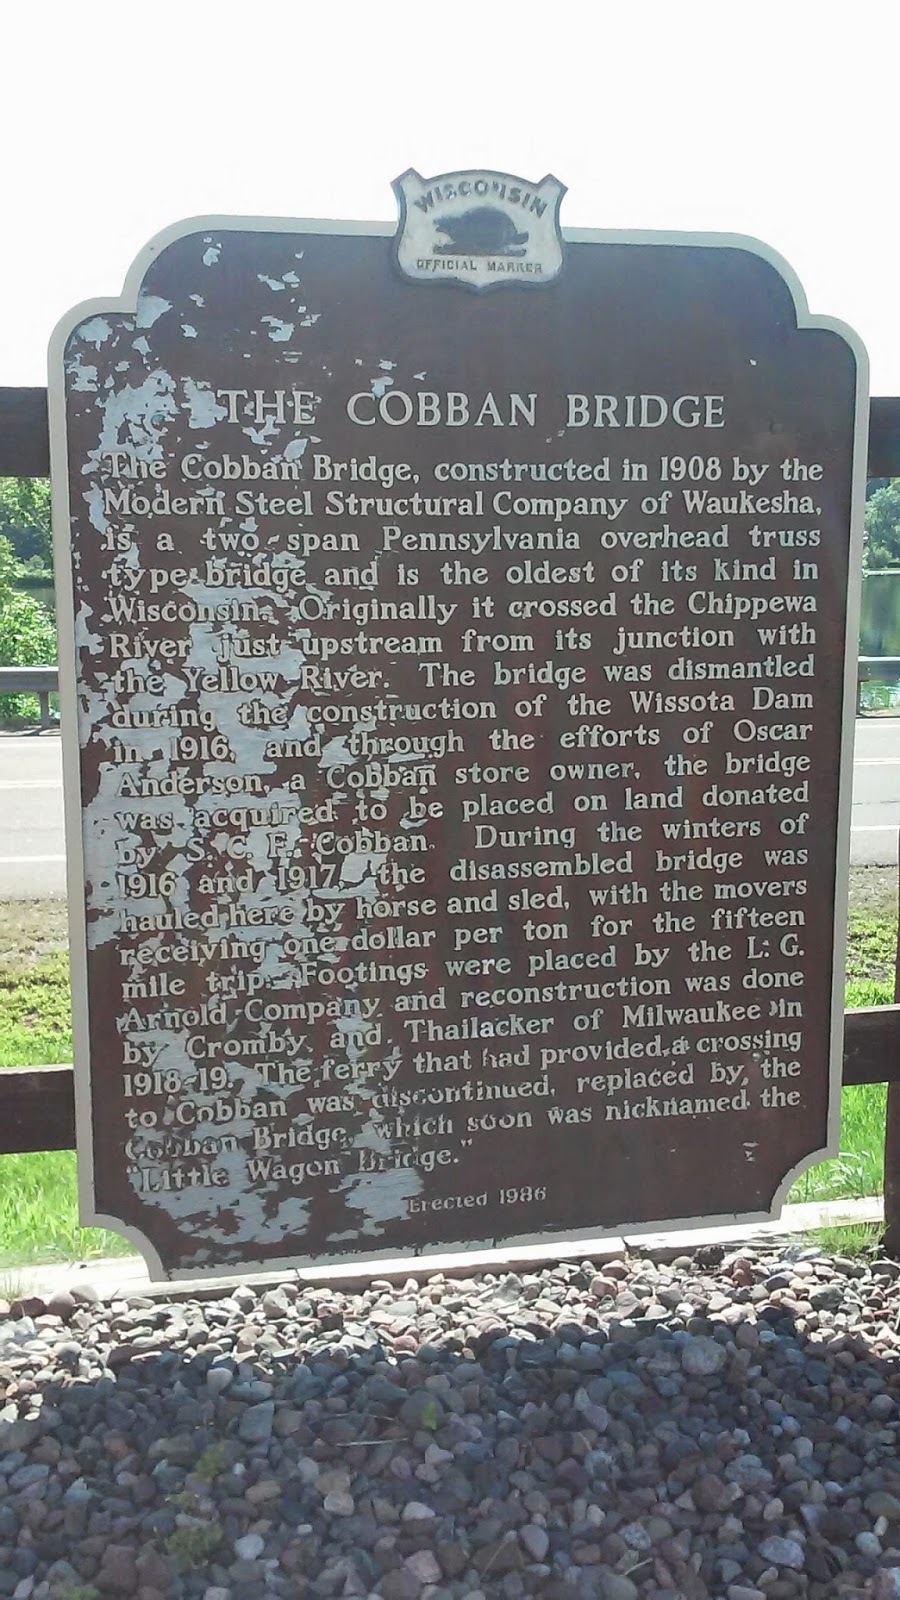 WISCONSIN
OFFICIAL MARKER
THE COBBAN BRIDGE
The Cobban Bridge, constructed in 1908 by the
Modern Steel Structural Company of Waukesha,
is a two-span Pennsylvania overhead truss
type bridge and is the oldest of its kind in
Wisconsin. Originally it crossed the Chippewa
River just upstream from its junction with
the Yellow River. The bridge was dismantled
during the construction of the Wissota Dam
in 1916, and through the efforts of Oscar
Anderson, a Cobban store owner, the bridge
was acquired to be placed on land donated
by S. C. F. Cobban. During the winters of
1916 and 1917, the disassembled bridge was
hauled here by horse and sled, with the movers
receiving one dollar per ton for the fifteen
mile trip. Footings were placed by the L. G.
Arnold Company and reconstruction was done
by Cromby and Thailacker of Milwaukee in
1918-19. The ferry that had provided a crossing
to Cobban was discontinued, replaced by the
Cobban Bridge, which soon was nicknamed the
"Little Wagon Bridge."
Erected 1986